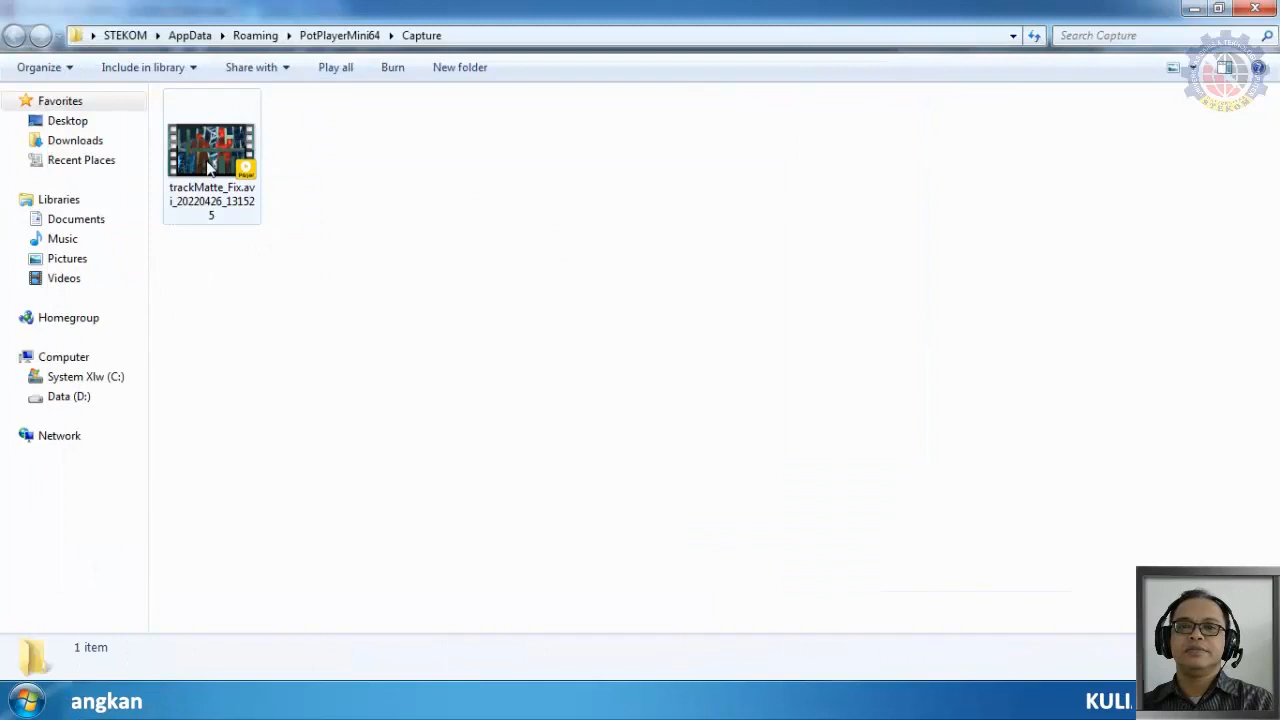 STEKOM AppData Roaming PotPlayerMini64 Capture
Search Capture
Organize Include in library Share with Play all Burn New folder
Favorites
Desktop
Downloads
Recent Places
Libraries
Documents
Music
Pictures
Videos
Homegroup
Computer
System Xlw (C:)
Data (D:)
Network
trackMatte_Fix.av
i_20220426_13152
5
1 item
angkan
KULI
STEKOM